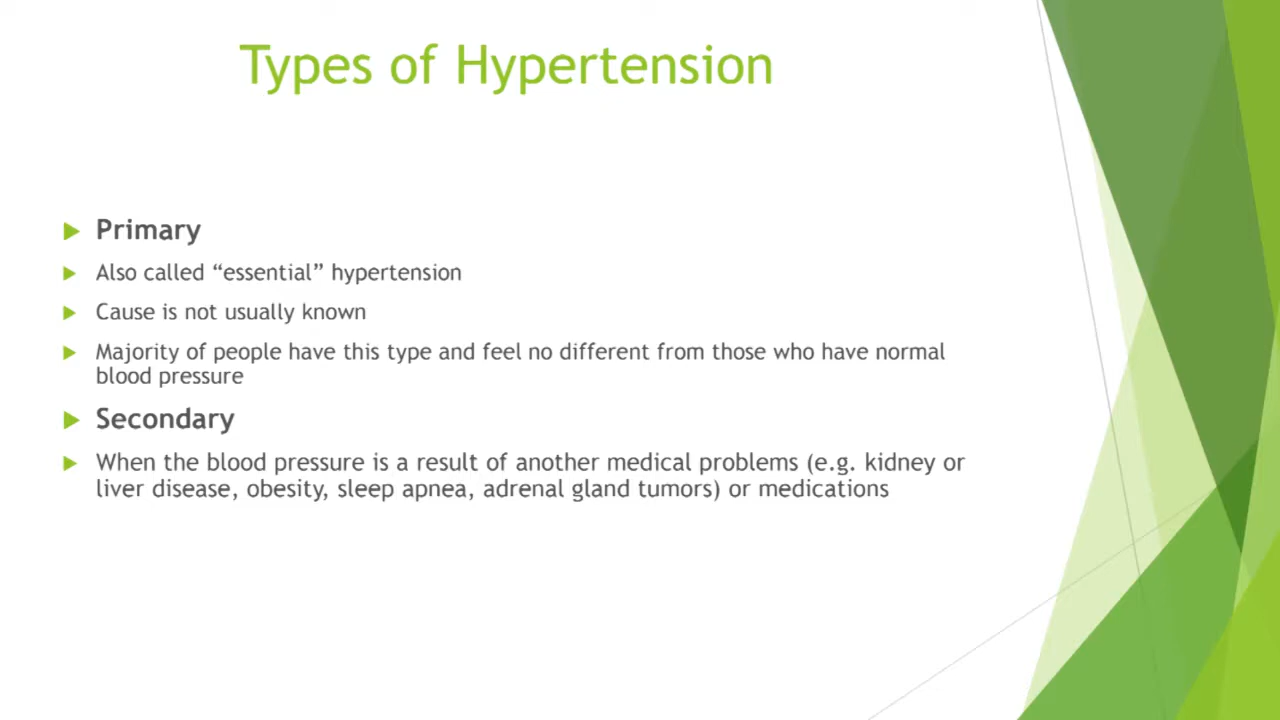 Types of Hypertension
Primary
Also called “essential” hypertension
Cause is not usually known
Majority of people have this type and feel no different from those who have normal
blood pressure
Secondary
When the blood pressure is a result of another medical problems (e.g. kidney or
liver disease, obesity, sleep apnea, adrenal gland tumors) or medications